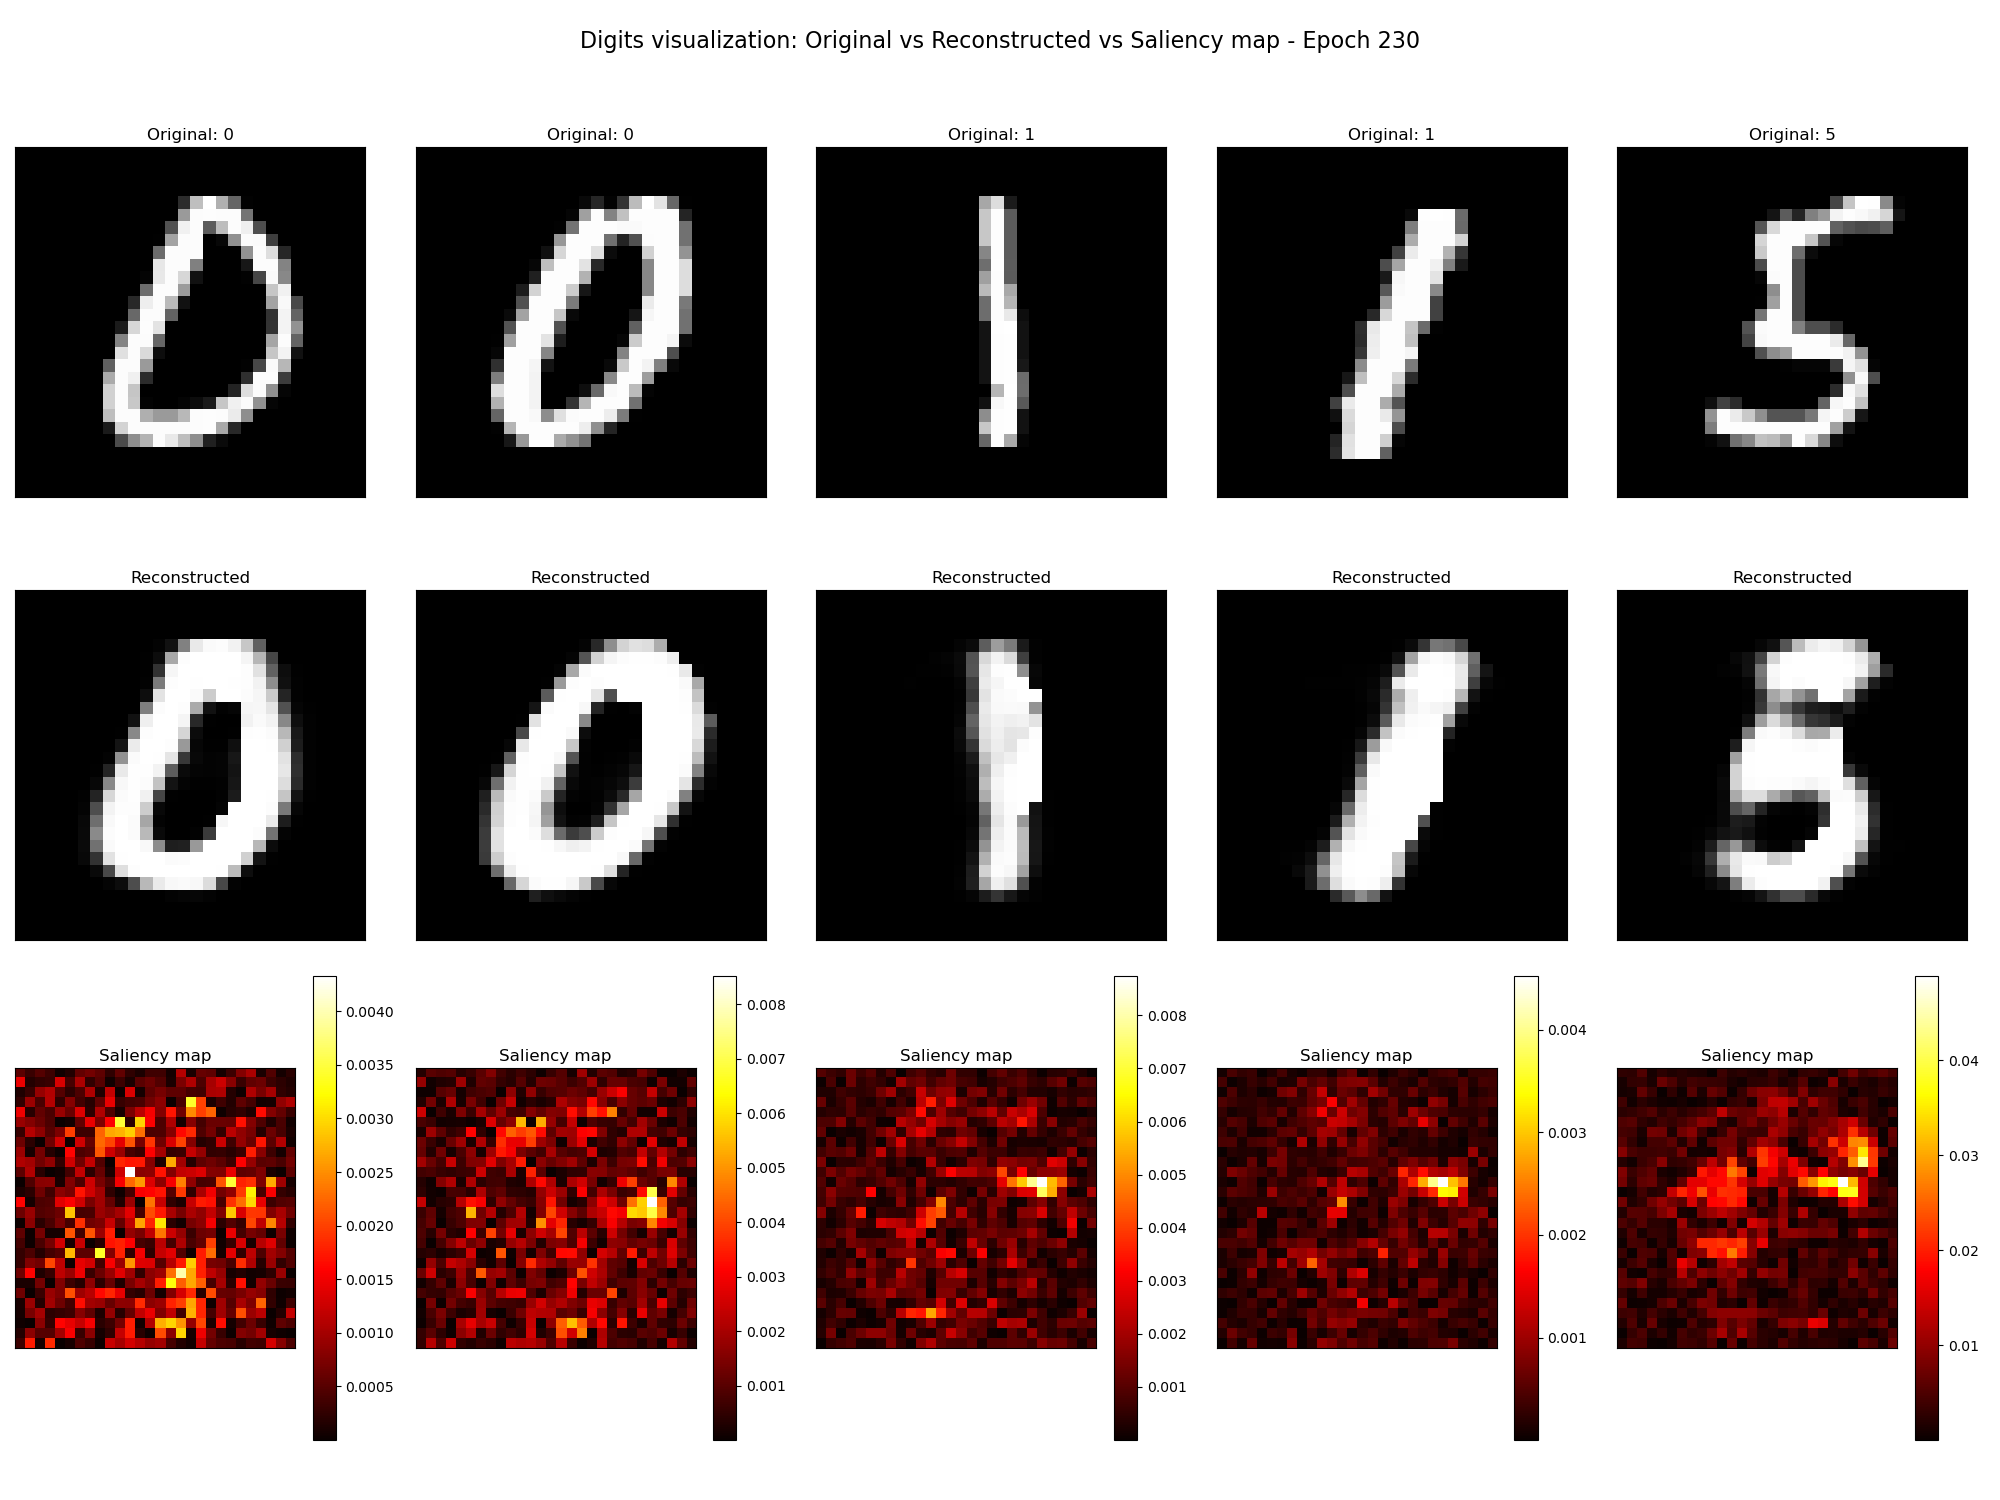 Digits visualization: Original vs Reconstructed vs Saliency map - Epoch 230
Original: 0
Original: 0
Original: 1
Original: 1
Original: 5
Reconstructed
Reconstructed
Reconstructed
Reconstructed
Reconstructed
Saliency map
0.0040
0.0035
0.0030
0.0025
0.0020
0.0015
0.0010
0.0005
Saliency map
0.008
0.007
0.006
0.005
0.004
0.003
0.002
0.001
Saliency map
0.008
0.007
0.006
0.005
0.004
0.003
0.002
0.001
Saliency map
0.004
0.003
0.002
0.001
Saliency map
0.04
0.03
0.02
0.01